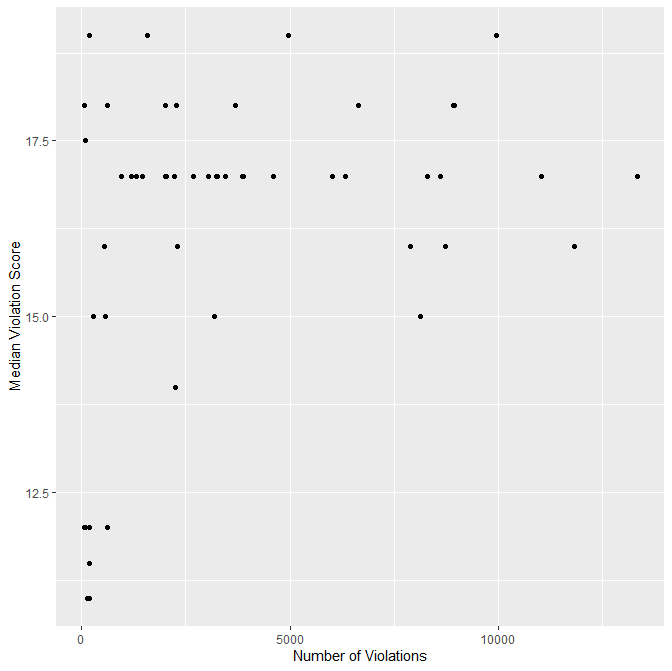 17.5
15.0
12.5
Median Violation Score
0 5000 10000
Number of Violations